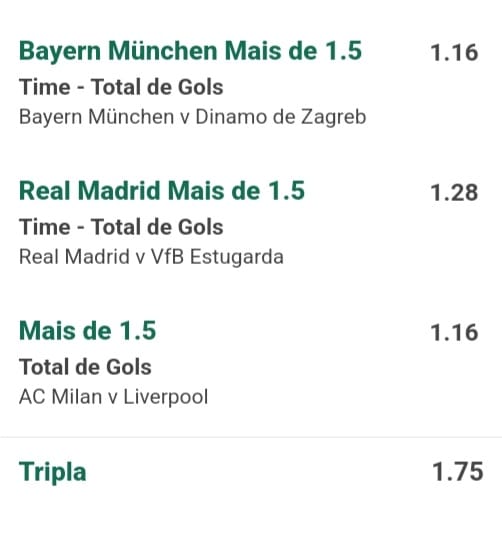 Bayern München Mais de 1.5 1.16
Time - Total de Gols
Bayern München v Dinamo de Zagreb
Real Madrid Mais de 1.5 1.28
Time - Total de Gols
Real Madrid v VfB Estugarda
Mais de 1.5 1.16
Total de Gols
AC Milan v Liverpool
Tripla 1.75